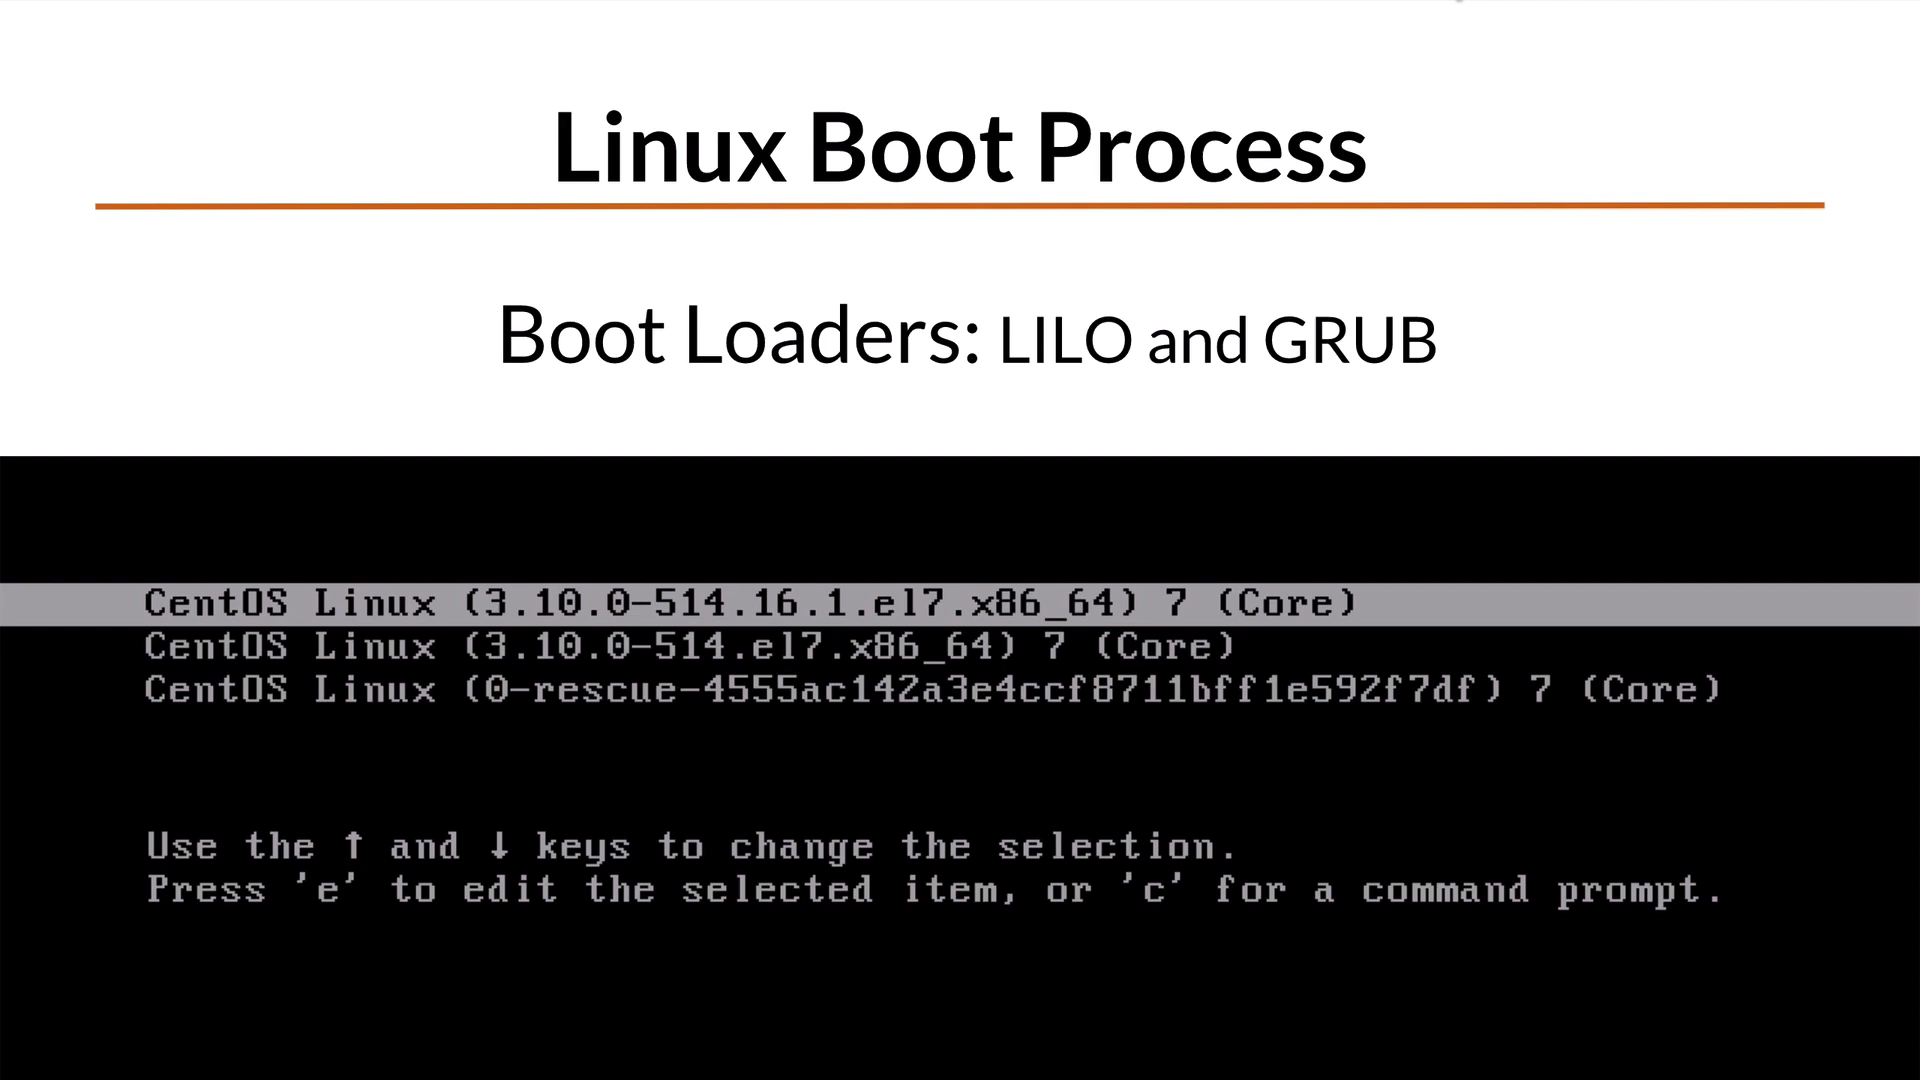 Linux Boot Process
Boot Loaders: LILO and GRUB
CentOS Linux (3.10.0-514.16.1.el7.x86_64) 7 (Core)
CentOS Linux (3.10.0-514.el7.x86_64) 7 (Core)
CentOS Linux (0-rescue-4555ac142a3e4ccf8711bff1e592f7df) 7 (Core)
Use the ↑ and ↓ keys to change the selection.
Press 'e' to edit the selected item, or 'c' for a command prompt.